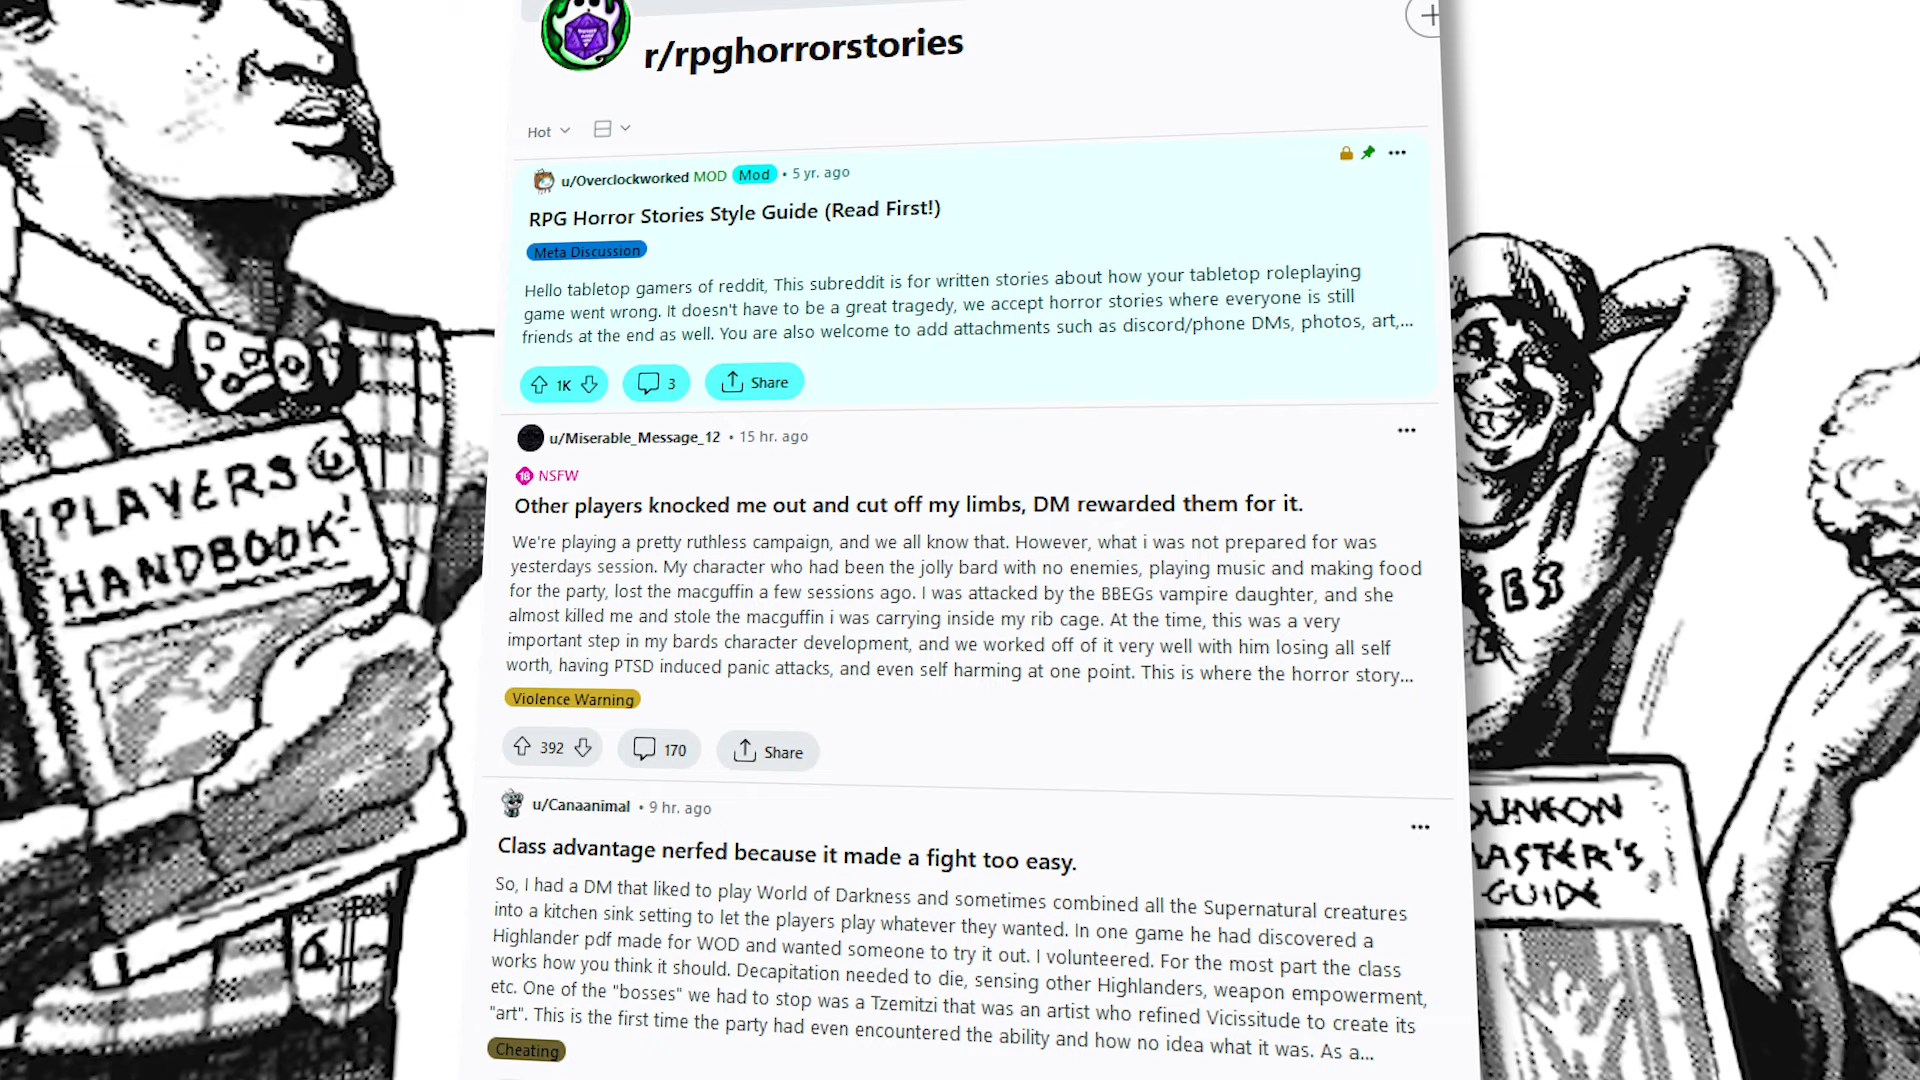 r/rpghorrorstories
Hot
u/Overclockworked MOD Mod • 5 yr. ago
RPG Horror Stories Style Guide (Read First!)
Meta Discussion
Hello tabletop gamers of reddit, This subreddit is for written stories about how your tabletop roleplaying
game went wrong. It doesn't have to be a great tragedy, we accept horror stories where everyone is still
friends at the end as well. You are also welcome to add attachments such as discord/phone DMs, photos, art,...
1K 3 Share
u/Miserable_Message_12 • 15 hr. ago
18 NSFW
Other players knocked me out and cut off my limbs, DM rewarded them for it.
We're playing a pretty ruthless campaign, and we all know that. However, what i was not prepared for was
yesterdays session. My character who had been the jolly bard with no enemies, playing music and making food
for the party, lost the macguffin a few sessions ago. I was attacked by the BBEGs vampire daughter, and she
almost killed me and stole the macguffin i was carrying inside my rib cage. At the time, this was a very
important step in my bards character development, and we worked off of it very well with him losing all self
worth, having PTSD induced panic attacks, and even self harming at one point. This is where the horror story...
Violence Warning
392 170 Share
u/Canaanimal • 9 hr. ago
Class advantage nerfed because it made a fight too easy.
So, I had a DM that liked to play World of Darkness and sometimes combined all the Supernatural creatures
into a kitchen sink setting to let the players play whatever they wanted. In one game he had discovered a
Highlander pdf made for WOD and wanted someone to try it out. I volunteered. For the most part the class
works how you think it should. Decapitation needed to die, sensing other Highlanders, weapon empowerment,
etc. One of the "bosses" we had to stop was a Tzemitzi that was an artist who refined Vicissitude to create its
"art". This is the first time the party had even encountered the ability and how no idea what it was. As a...
Cheating
PLAYERS
HANDBOOK
DUNEON
MASTER'S
GUIDE